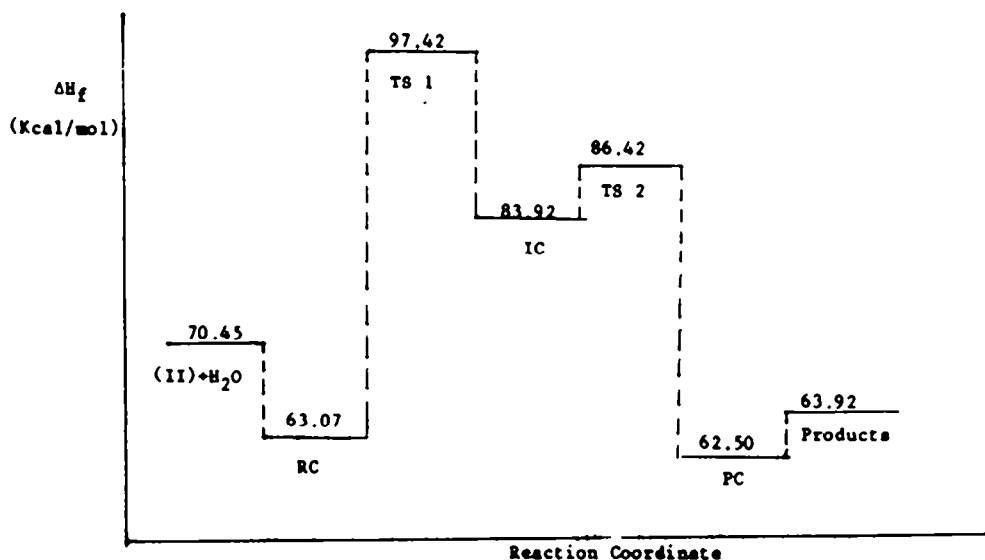 97.42
TS 1
ΔHf
(Kcal/mol)
86.42
TS 2
83.92
IC
70.45
(II)+H2O
63.07
RC
63.92
Products
62.50
PC
Reaction Coordinate